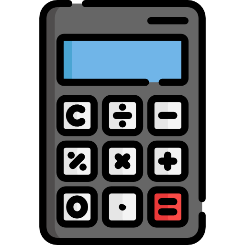 C ÷ -
% × +
0 . =